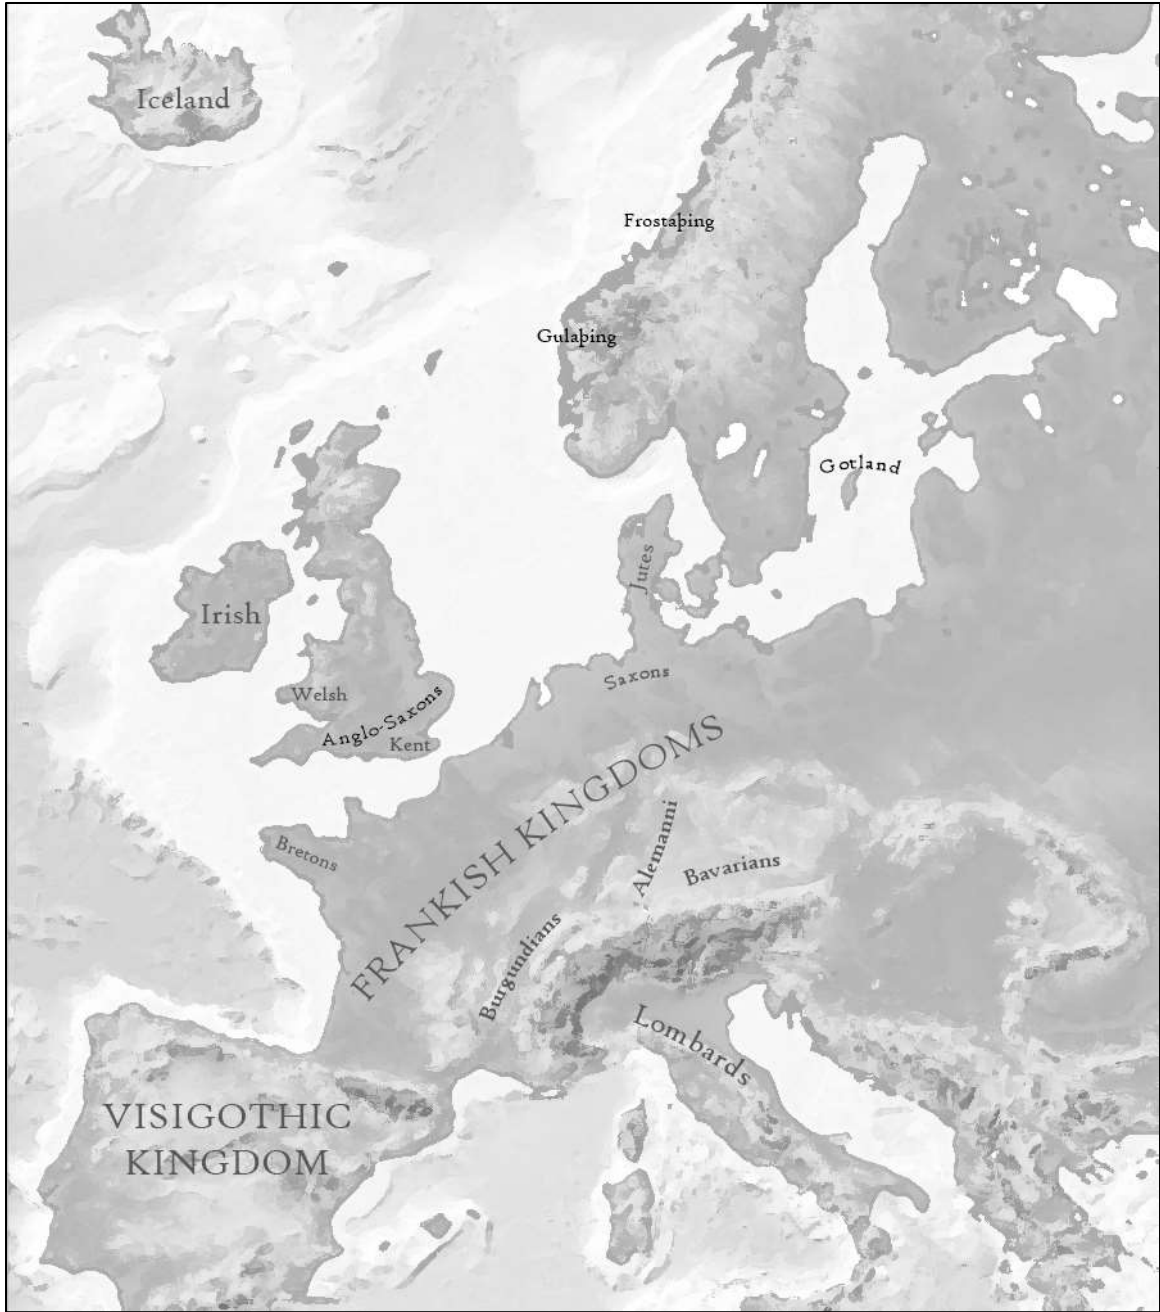 Iceland
Frostaþing
Gulaþing
Gotland
Jutes
Irish
Saxons
Welsh
Anglo-Saxons
Kent
FRANKISH KINGDOMS
Bretons
Alemanni
Bavarians
Burgundians
Lombards
VISIGOTHIC
KINGDOM